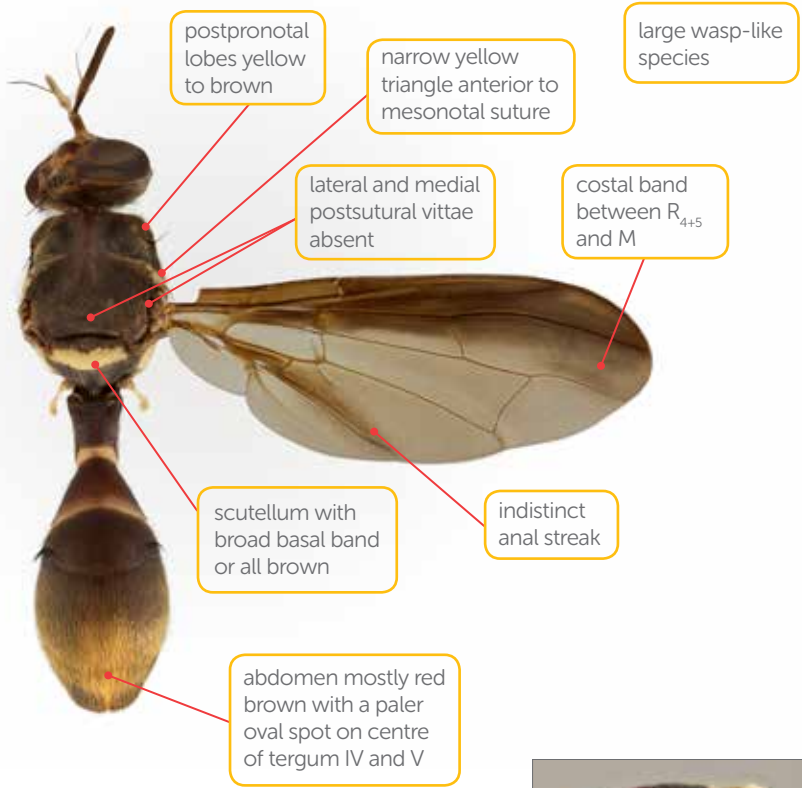 postpronotal
lobes yellow
to brown
narrow yellow
triangle anterior to
mesonotal suture
large wasp-like
species
lateral and medial
postsutural vittae
absent
costal band
between R₄₊₅
and M
scutellum with
broad basal band
or all brown
indistinct
anal streak
abdomen mostly red
brown with a paler
oval spot on centre
of tergum IV and V